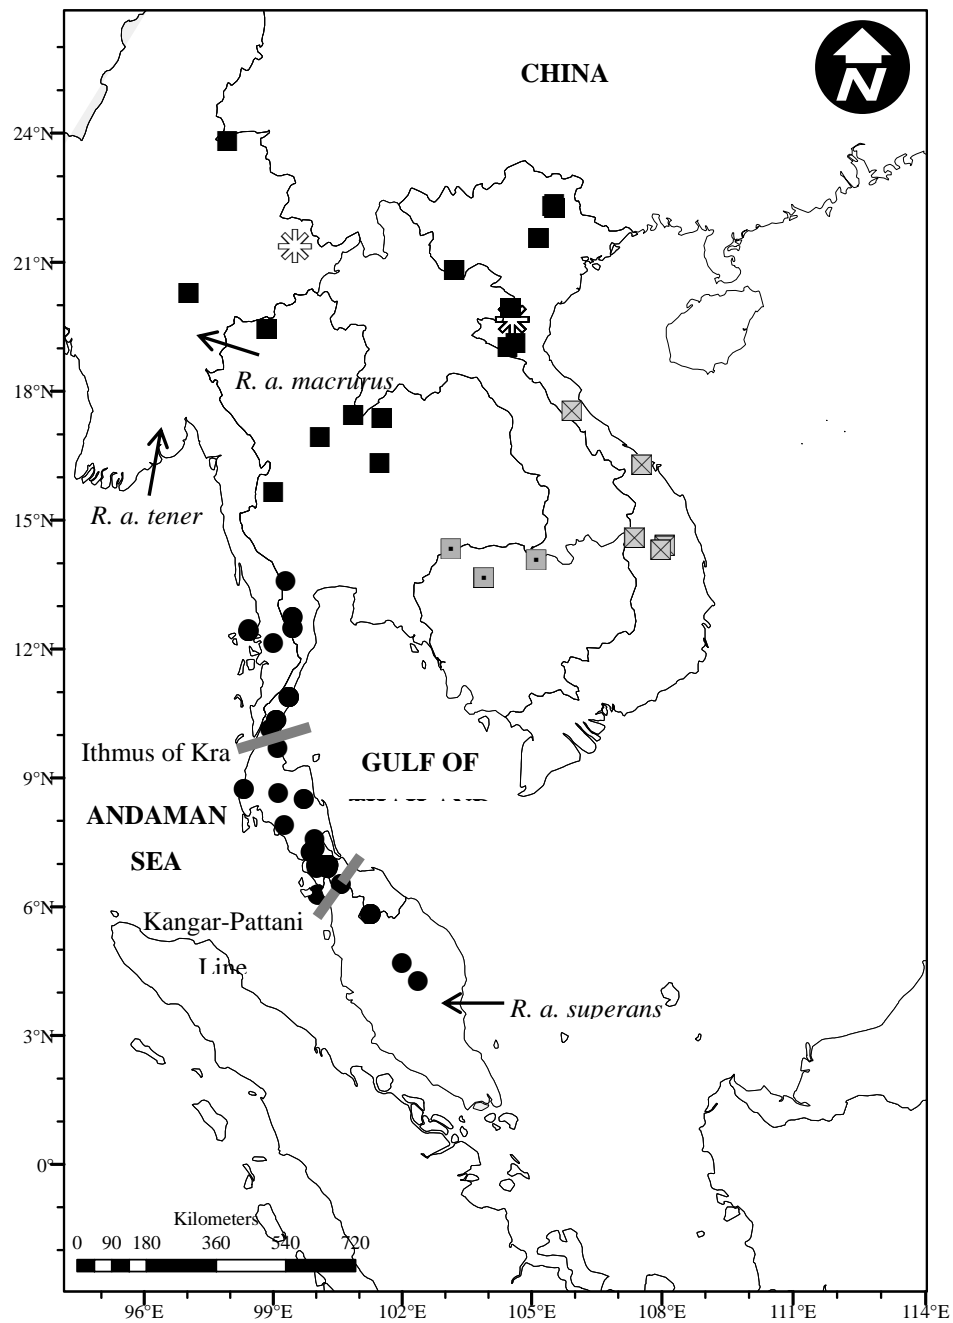 CHINA
N
24°N
21°N
R. a. macrurus
18°N
R. a. tener
15°N
12°N
Ithmus of Kra
GULF OF
9°N
ANDAMAN
SEA
6°N
Kangar-Pattani
Line
R. a. superans
3°N
0°
Kilometers
0 90 180 360 540 720
96°E 99°E 102°E 105°E 108°E 111°E 114°E